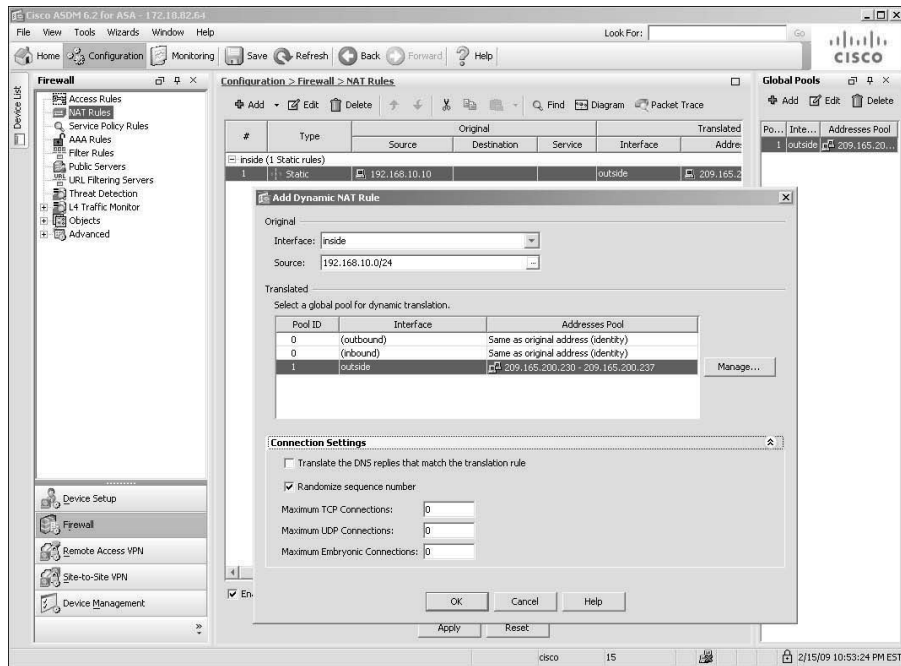 Cisco ASDM 6.2 for ASA - 172.18.82.64
File View Tools Wizards Window Help
Look For:
Go
Home Configuration Monitoring Save Refresh Back Forward Help
CISCO
Device List
Firewall
Access Rules
NAT Rules
Service Policy Rules
AAA Rules
Filter Rules
Public Servers
URL Filtering Servers
Threat Detection
L4 Traffic Monitor
Objects
Advanced
Device Setup
Firewall
Remote Access VPN
Site-to-Site VPN
Device Management
Configuration > Firewall > NAT Rules
Add Edit Delete Find Diagram Packet Trace
# Type Original Translated
Source Destination Service Interface Addre
inside (1 Static rules)
1 Static 192.168.10.10 outside 209.165.2
Add Dynamic NAT Rule
Original
Interface: inside
Source: 192.168.10.0/24 ...
Translated
Select a global pool for dynamic translation.
Pool ID Interface Addresses Pool
0 (outbound) Same as original address (identity)
0 (inbound) Same as original address (identity)
1 outside 209.165.200.230 - 209.165.200.237
Manage...
Connection Settings
Translate the DNS replies that match the translation rule
Randomize sequence number
Maximum TCP Connections: 0
Maximum UDP Connections: 0
Maximum Embryonic Connections: 0
OK Cancel Help
En
Apply Reset
Global Pools
Add Edit Delete
Po... Inte... Addresses Pool
1 outside 209.165.20...
cisco 15 2/15/09 10:53:24 PM EST